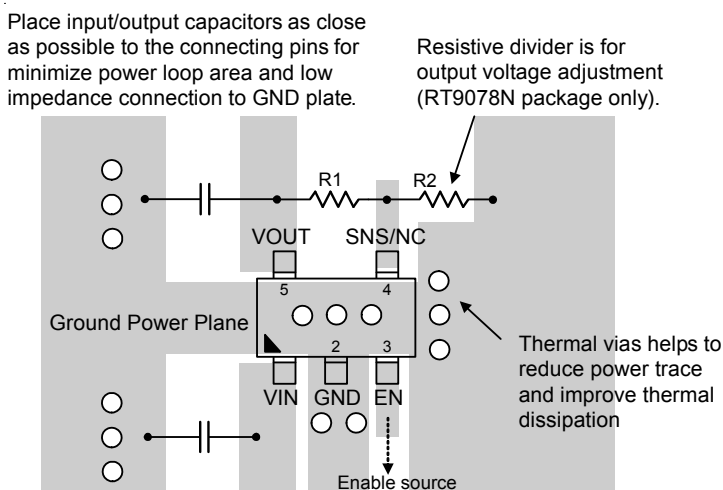 Place input/output capacitors as close
as possible to the connecting pins for
minimize power loop area and low
impedance connection to GND plate.
Resistive divider is for
output voltage adjustment
(RT9078N package only).
R1
R2
VOUT
SNS/NC
5
4
Ground Power Plane
2
3
VIN
GND
EN
Thermal vias helps to
reduce power trace
and improve thermal
dissipation
Enable source